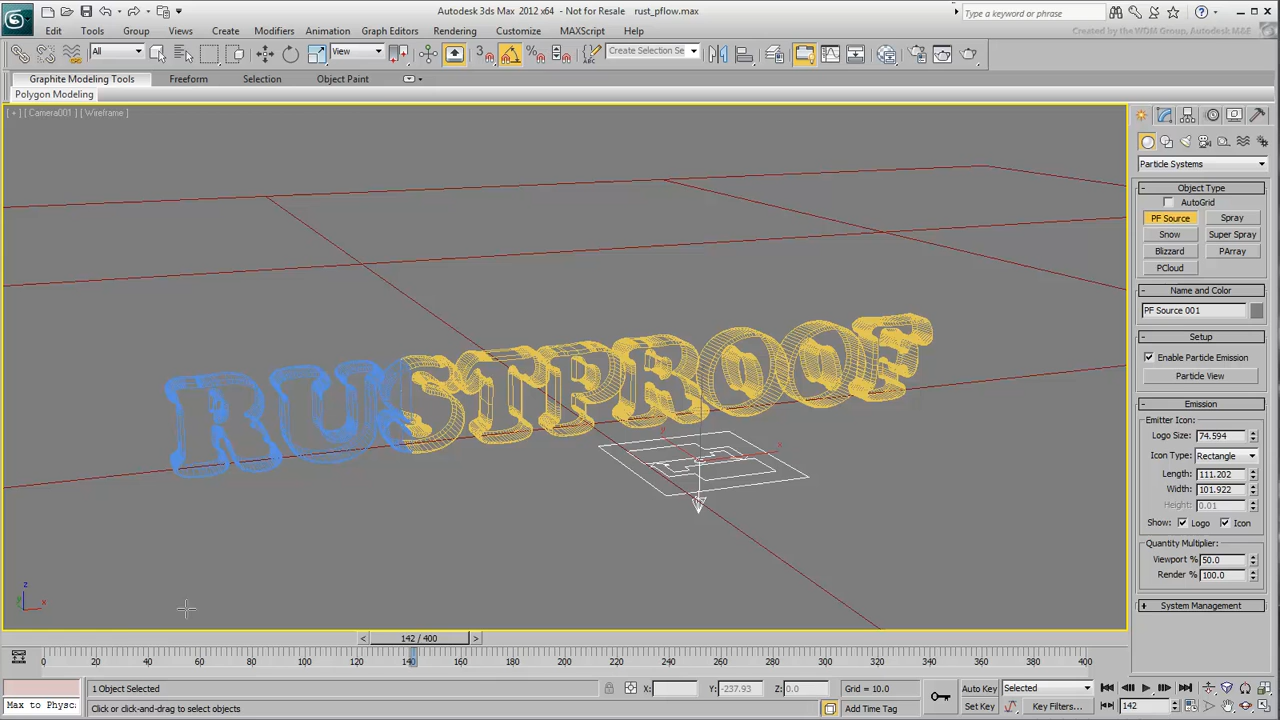 Autodesk 3ds Max 2012 x64 - Not for Resale rust_pflow.max
Type a keyword or phrase
Edit Tools Group Views Create Modifiers Animation Graph Editors Rendering Customize MAXScript Help
Created by the WDM Group, Autodesk M&E
All View Create Selection Se
Graphite Modeling Tools Freeform Selection Object Paint
Polygon Modeling
[ + ] [ Camera001 ] [ Wireframe ]
RUSTPROOF
z
y
x
y
x
Particle Systems
- Object Type
AutoGrid
PF Source Spray
Snow Super Spray
Blizzard PArray
PCloud
- Name and Color
PF Source 001
- Setup
Enable Particle Emission
Particle View
- Emission
Emitter Icon:
Logo Size: 74.594
Icon Type: Rectangle
Length: 111.202
Width: 101.922
Height: 0.01
Show: Logo Icon
Quantity Multiplier:
Viewport % 50.0
Render % 100.0
+ System Management
< 142 / 400 >
0 20 40 60 80 100 120 140 160 180 200 220 240 260 280 300 320 340 360 380 400
1 Object Selected X: Y: -237.93 Z: 0.0 Grid = 10.0 Auto Key Selected
Max to Physc Click or click-and-drag to select objects Add Time Tag Set Key Key Filters... 142